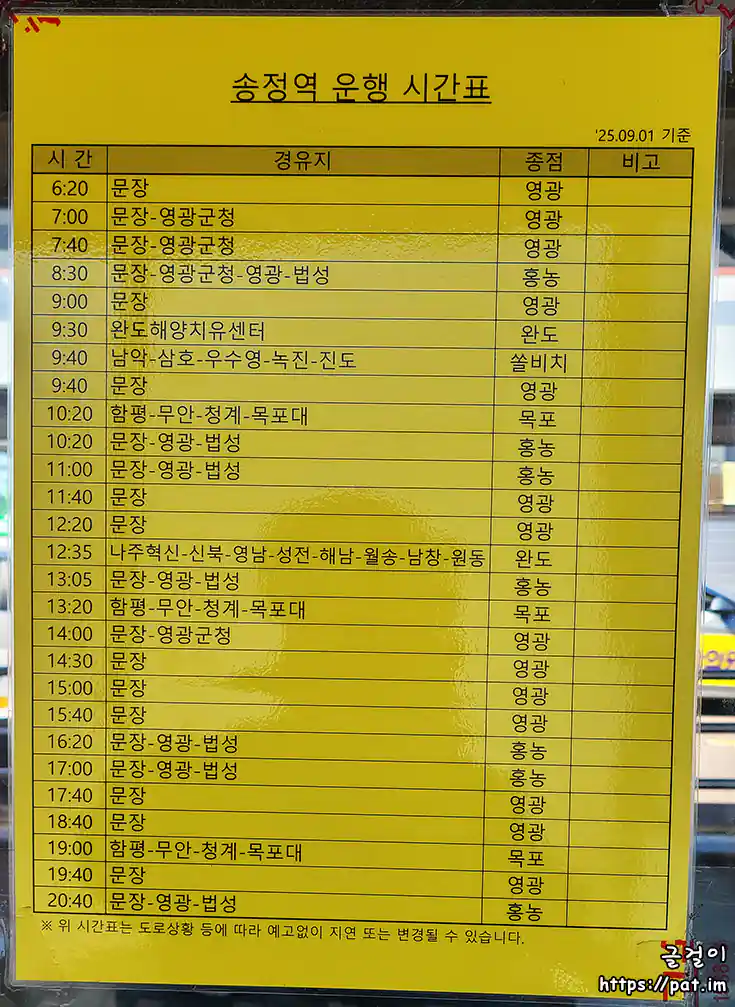 송정역 운행 시간표
'25.09.01 기준
시 간 경유지 종점 비고
6:20 문장 영광
7:00 문장-영광군청 영광
7:40 문장-영광군청 영광
8:30 문장-영광군청-영광-법성 홍농
9:00 문장 영광
9:30 완도해양치유센터 완도
9:40 남악-삼호-우수영-녹진-진도 쏠비치
9:40 문장 영광
10:20 함평-무안-청계-목포대 목포
10:20 문장-영광-법성 홍농
11:00 문장-영광-법성 홍농
11:40 문장 영광
12:20 문장 영광
12:35 나주혁신-신북-영남-성전-해남-월송-남창-원동 완도
13:05 문장-영광-법성 홍농
13:20 함평-무안-청계-목포대 목포
14:00 문장-영광군청 영광
14:30 문장 영광
15:00 문장 영광
15:40 문장 영광
16:20 문장-영광-법성 홍농
17:00 문장-영광-법성 홍농
17:40 문장 영광
18:40 문장 영광
19:00 함평-무안-청계-목포대 목포
19:40 문장 영광
20:40 문장-영광-법성 홍농
※ 위 시간표는 도로상황 등에 따라 예고없이 지연 또는 변경될 수 있습니다.
글걸이
https://pat.im